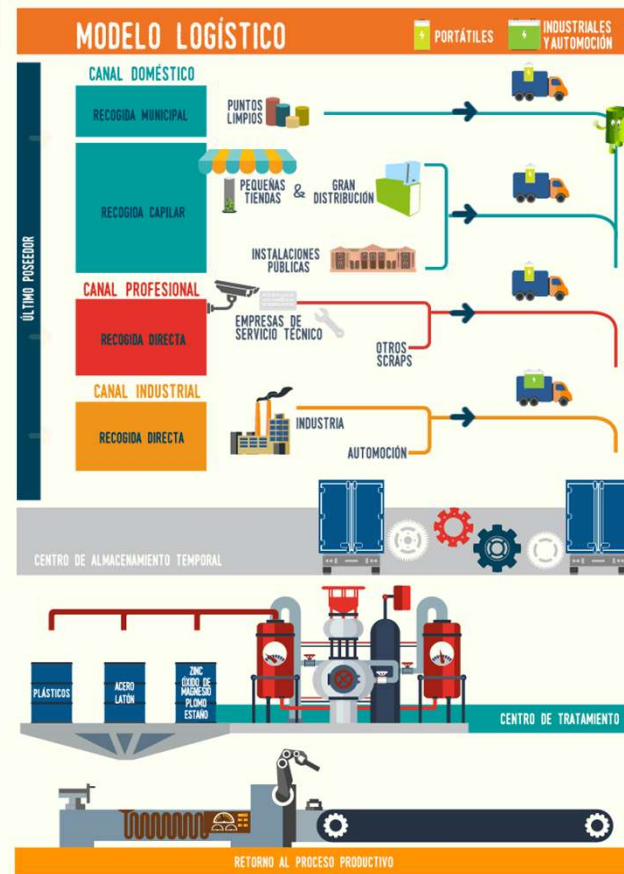 MODELO LOGÍSTICO
PORTÁTILES
INDUSTRIALES
Y AUTOMOCIÓN
ÚLTIMO POSEEDOR
CANAL DOMÉSTICO
RECOGIDA MUNICIPAL
PUNTOS
LIMPIOS
RECOGIDA CAPILAR
PEQUEÑAS
TIENDAS
&
GRAN
DISTRIBUCIÓN
INSTALACIONES
PÚBLICAS
CANAL PROFESIONAL
RECOGIDA DIRECTA
EMPRESAS DE
SERVICIO TÉCNICO
OTROS
SCRAPS
CANAL INDUSTRIAL
RECOGIDA DIRECTA
INDUSTRIA
AUTOMOCIÓN
CENTRO DE ALMACENAMIENTO TEMPORAL
PLÁSTICOS
ACERO
LATÓN
ZINC
ÓXIDO DE
MAGNESIO
PLOMO
ESTAÑO
CENTRO DE TRATAMIENTO
RETORNO AL PROCESO PRODUCTIVO